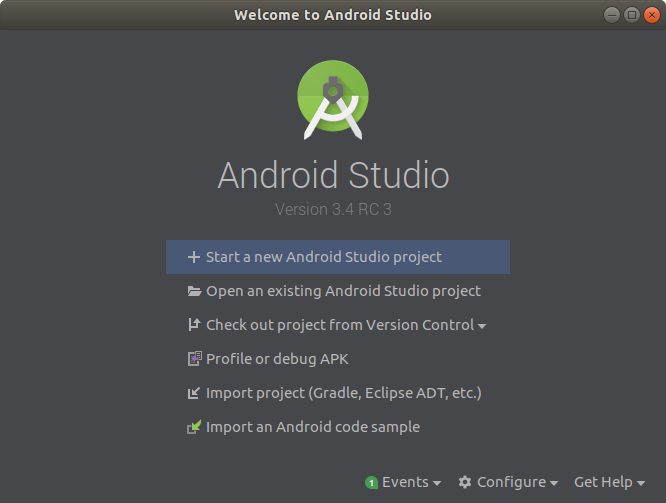 Welcome to Android Studio
Android Studio
Version 3.4 RC 3
Start a new Android Studio project
Open an existing Android Studio project
Check out project from Version Control
Profile or debug APK
Import project (Gradle, Eclipse ADT, etc.)
Import an Android code sample
1 Events Configure Get Help